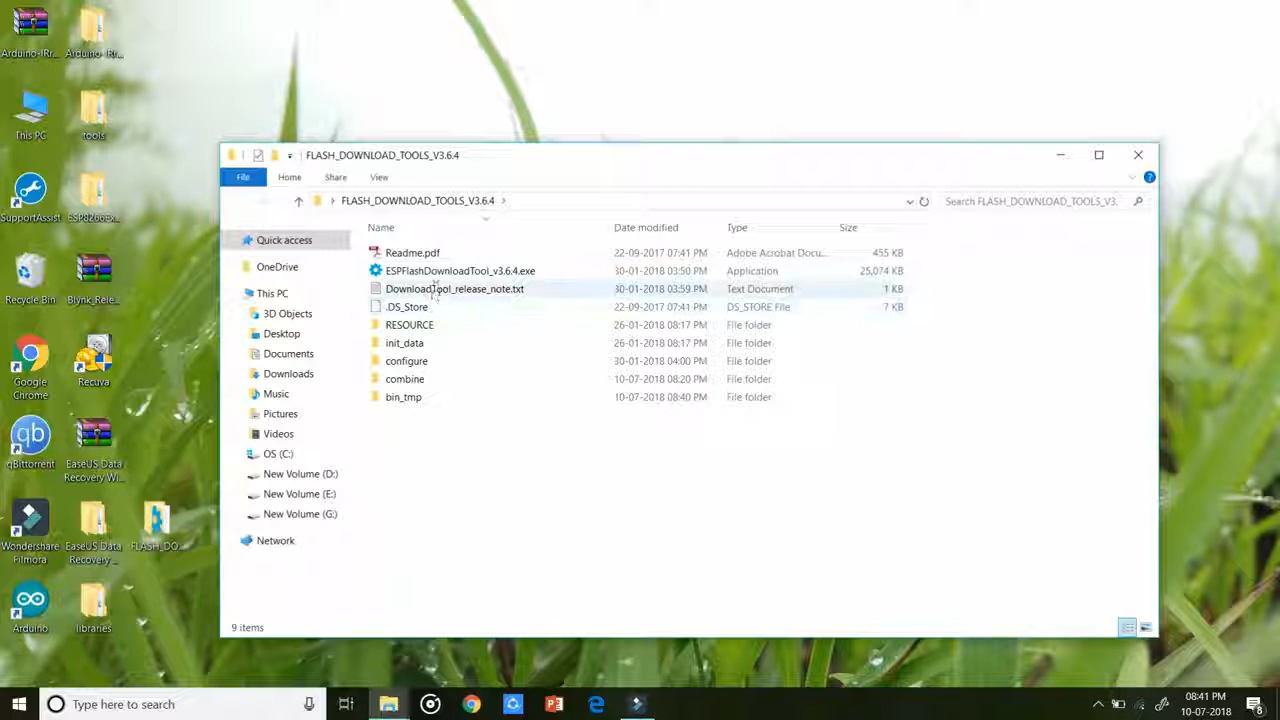 Arduino-IRr...
Arduino-IRr...
This PC
tools
SupportAssist
ESP8266Ex...
Recycle Bin
Blynk_Rele...
Google
Chrome
Recuva
qBittorrent
EaseUS Data
Recovery Wi...
Wondershare
Filmora
EaseUS Data
Recovery ...
FLASH_DO...
Arduino
libraries
FLASH_DOWNLOAD_TOOLS_V3.6.4
File Home Share View
FLASH_DOWNLOAD_TOOLS_V3.6.4
Search FLASH_DOWNLOAD_TOOLS_V3.
Name Date modified Type Size
Readme.pdf 22-09-2017 07:41 PM Adobe Acrobat Docu... 455 KB
ESPFlashDownloadTool_v3.6.4.exe 30-01-2018 03:50 PM Application 25,074 KB
DownloadTool_release_note.txt 30-01-2018 03:59 PM Text Document 1 KB
.DS_Store 22-09-2017 07:41 PM DS_STORE File 7 KB
RESOURCE 26-01-2018 08:17 PM File folder
init_data 26-01-2018 08:17 PM File folder
configure 30-01-2018 04:00 PM File folder
combine 10-07-2018 08:20 PM File folder
bin_tmp 10-07-2018 08:40 PM File folder
Quick access
OneDrive
This PC
3D Objects
Desktop
Documents
Downloads
Music
Pictures
Videos
OS (C:)
New Volume (D:)
New Volume (E:)
New Volume (G:)
Network
9 items
Type here to search
08:41 PM
10-07-2018
8